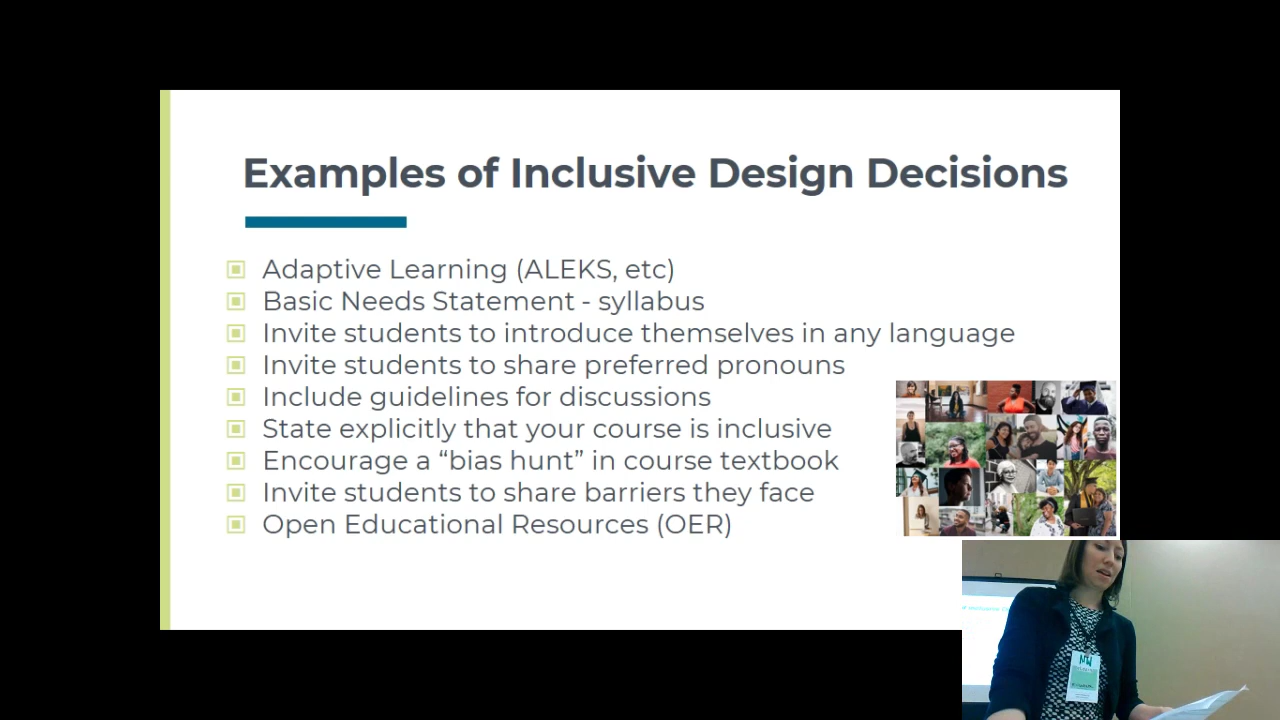 Examples of Inclusive Design Decisions
Adaptive Learning (ALEKS, etc)
Basic Needs Statement - syllabus
Invite students to introduce themselves in any language
Invite students to share preferred pronouns
Include guidelines for discussions
State explicitly that your course is inclusive
Encourage a “bias hunt” in course textbook
Invite students to share barriers they face
Open Educational Resources (OER)
NW